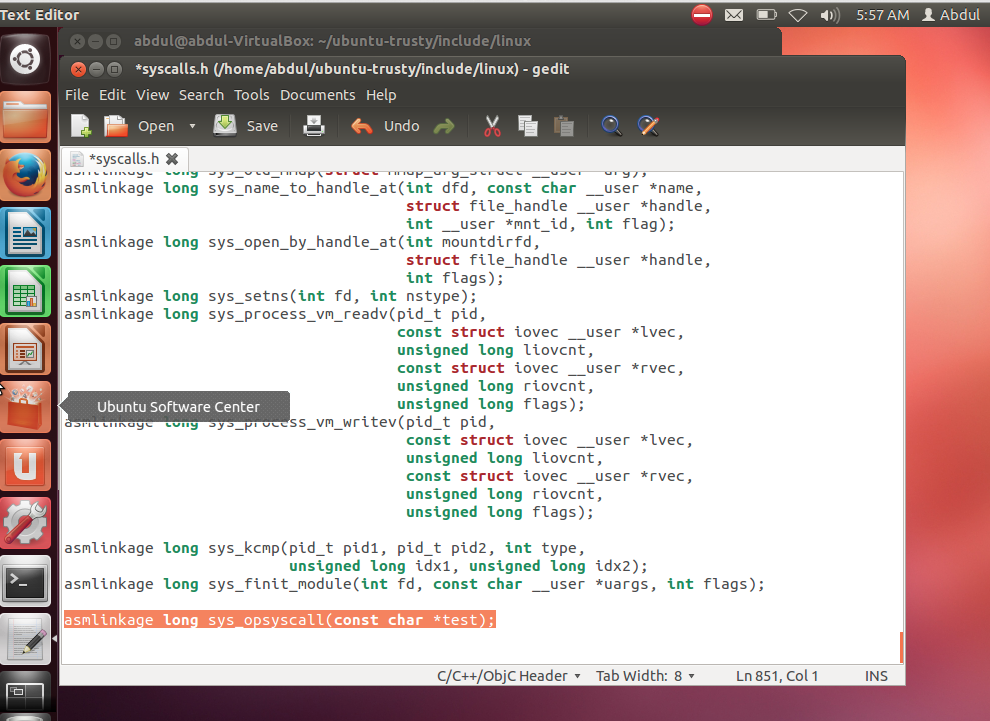 Text Editor 5:57 AM Abdul
abdul@abdul-VirtualBox: ~/ubuntu-trusty/include/linux
*syscalls.h (/home/abdul/ubuntu-trusty/include/linux) - gedit
File Edit View Search Tools Documents Help
Open Save Undo
*syscalls.h
asmlinkage long sys_old_mmap(struct mmap_arg_struct __user *arg);
asmlinkage long sys_name_to_handle_at(int dfd, const char __user *name,
struct file_handle __user *handle,
int __user *mnt_id, int flag);
asmlinkage long sys_open_by_handle_at(int mountdirfd,
struct file_handle __user *handle,
int flags);
asmlinkage long sys_setns(int fd, int nstype);
asmlinkage long sys_process_vm_readv(pid_t pid,
const struct iovec __user *lvec,
unsigned long liovcnt,
const struct iovec __user *rvec,
unsigned long riovcnt,
unsigned long flags);
Ubuntu Software Center
asmlinkage long sys_process_vm_writev(pid_t pid,
const struct iovec __user *lvec,
unsigned long liovcnt,
const struct iovec __user *rvec,
unsigned long riovcnt,
unsigned long flags);
asmlinkage long sys_kcmp(pid_t pid1, pid_t pid2, int type,
unsigned long idx1, unsigned long idx2);
asmlinkage long sys_finit_module(int fd, const char __user *uargs, int flags);
asmlinkage long sys_opsyscall(const char *test);
C/C++/ObjC Header Tab Width: 8 Ln 851, Col 1 INS